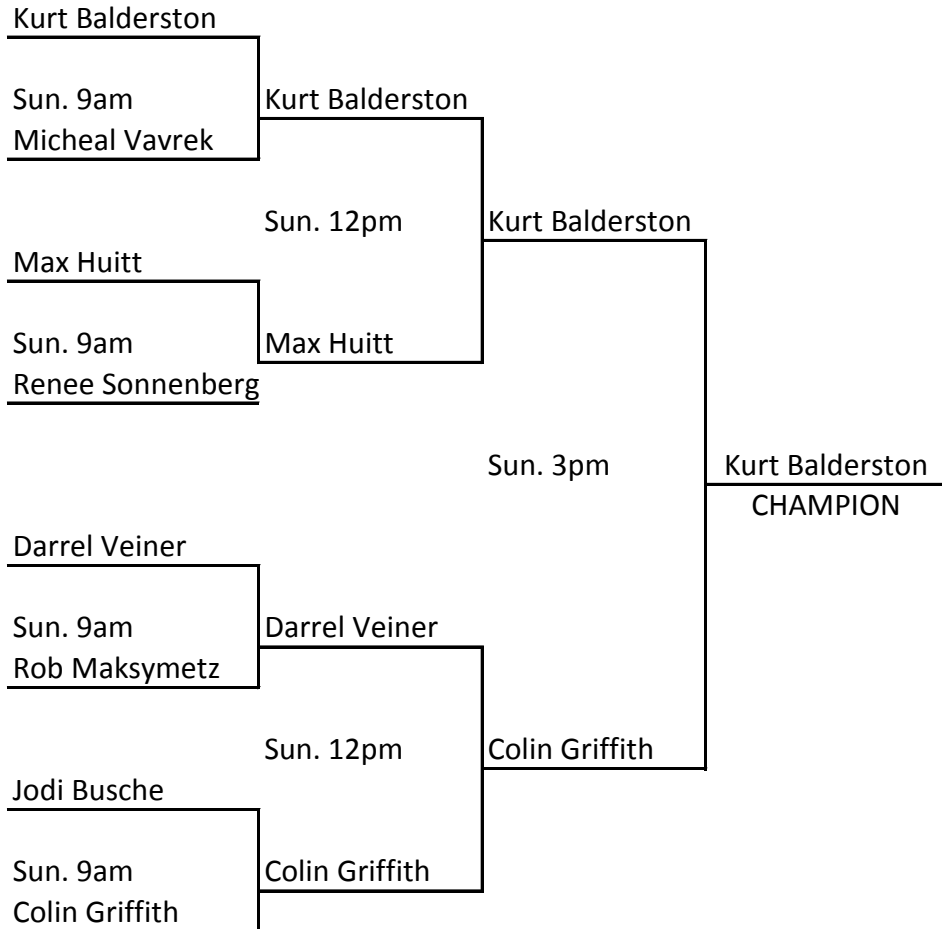 Kurt Balderston
Sun. 9am
Kurt Balderston
Micheal Vavrek
Sun. 12pm
Kurt Balderston
Max Huitt
Sun. 9am
Max Huitt
Renee Sonnenberg
Sun. 3pm
Kurt Balderston
CHAMPION
Darrel Veiner
Sun. 9am
Darrel Veiner
Rob Maksymetz
Sun. 12pm
Colin Griffith
Jodi Busche
Sun. 9am
Colin Griffith
Colin Griffith